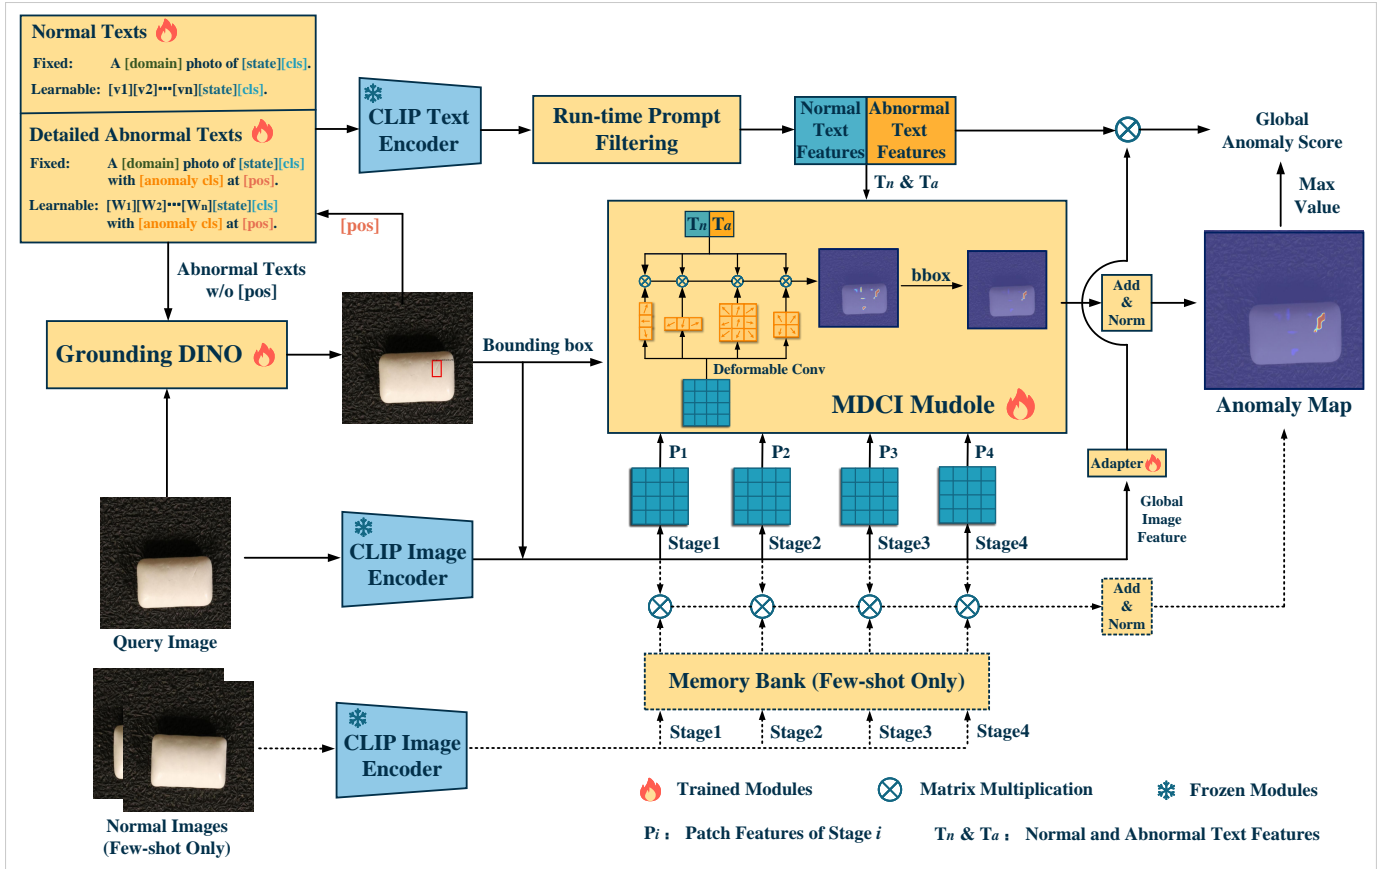 Normal Texts
Fixed: A [domain] photo of [state][cls].
Learnable: [v1][v2]···[vn][state][cls].
Detailed Abnormal Texts
Fixed: A [domain] photo of [state][cls]
with [anomaly cls] at [pos].
Learnable: [W1][W2]···[Wn][state][cls]
with [anomaly cls] at [pos].
CLIP Text
Encoder
Run-time Prompt
Filtering
Normal
Text
Features
Abnormal
Text
Features
Global
Anomaly Score
Tn & Ta
Max
Value
[pos]
Abnormal Texts
w/o [pos]
Grounding DINO
Bounding box
Tn Ta
bbox
Deformable Conv
MDCI Mudole
Add
&
Norm
Anomaly Map
P1
P2
P3
P4
Adapter
Global
Image
Feature
Stage1
Stage2
Stage3
Stage4
CLIP Image
Encoder
Query Image
Add
&
Norm
Memory Bank (Few-shot Only)
Stage1
Stage2
Stage3
Stage4
CLIP Image
Encoder
Normal Images
(Few-shot Only)
Trained Modules
Matrix Multiplication
Frozen Modules
Pi : Patch Features of Stage i
Tn & Ta : Normal and Abnormal Text Features